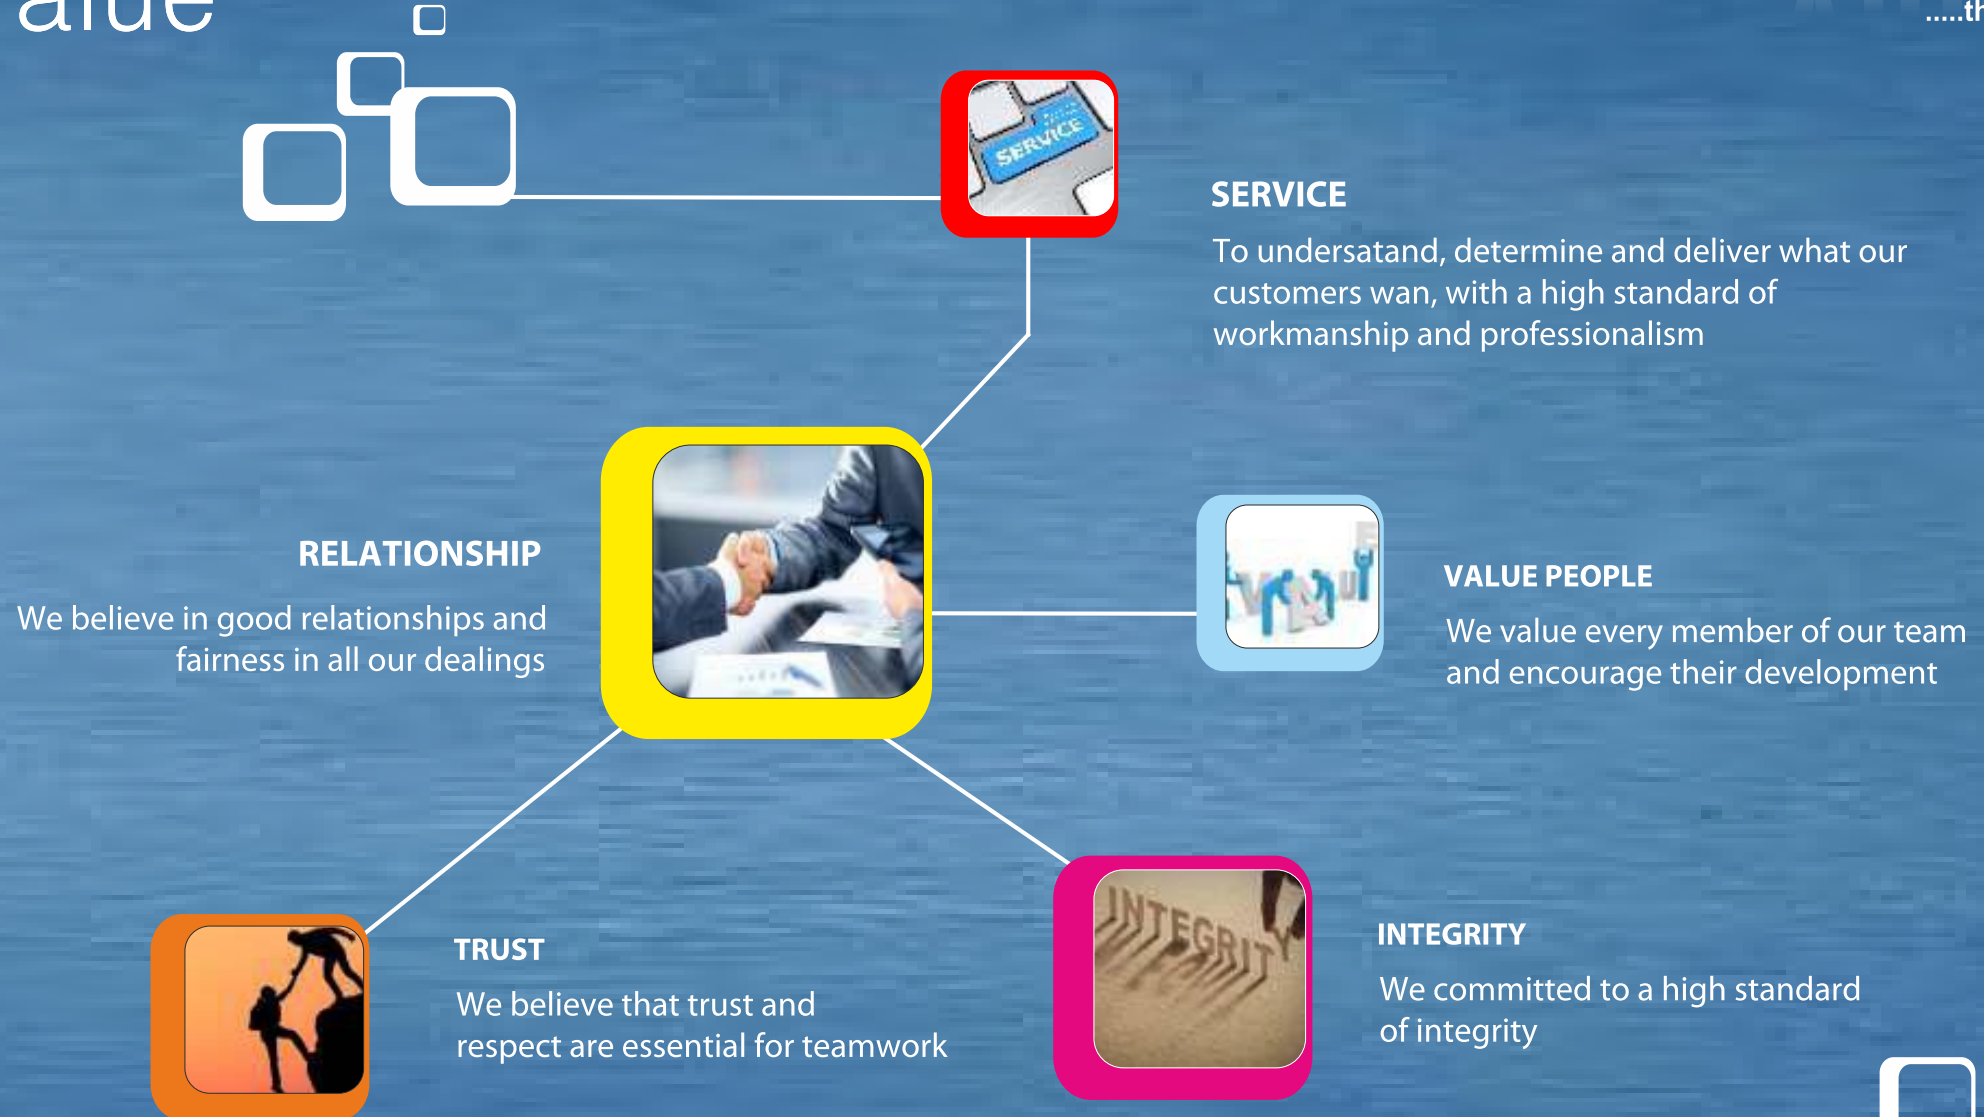 alue
.....th
SERVICE
SERVICE
To undersatand, determine and deliver what our
customers wan, with a high standard of
workmanship and professionalism
RELATIONSHIP
We believe in good relationships and
fairness in all our dealings
VALUE PEOPLE
We value every member of our team
and encourage their development
TRUST
We believe that trust and
respect are essential for teamwork
INTEGRITY
INTEGRITY
We committed to a high standard
of integrity